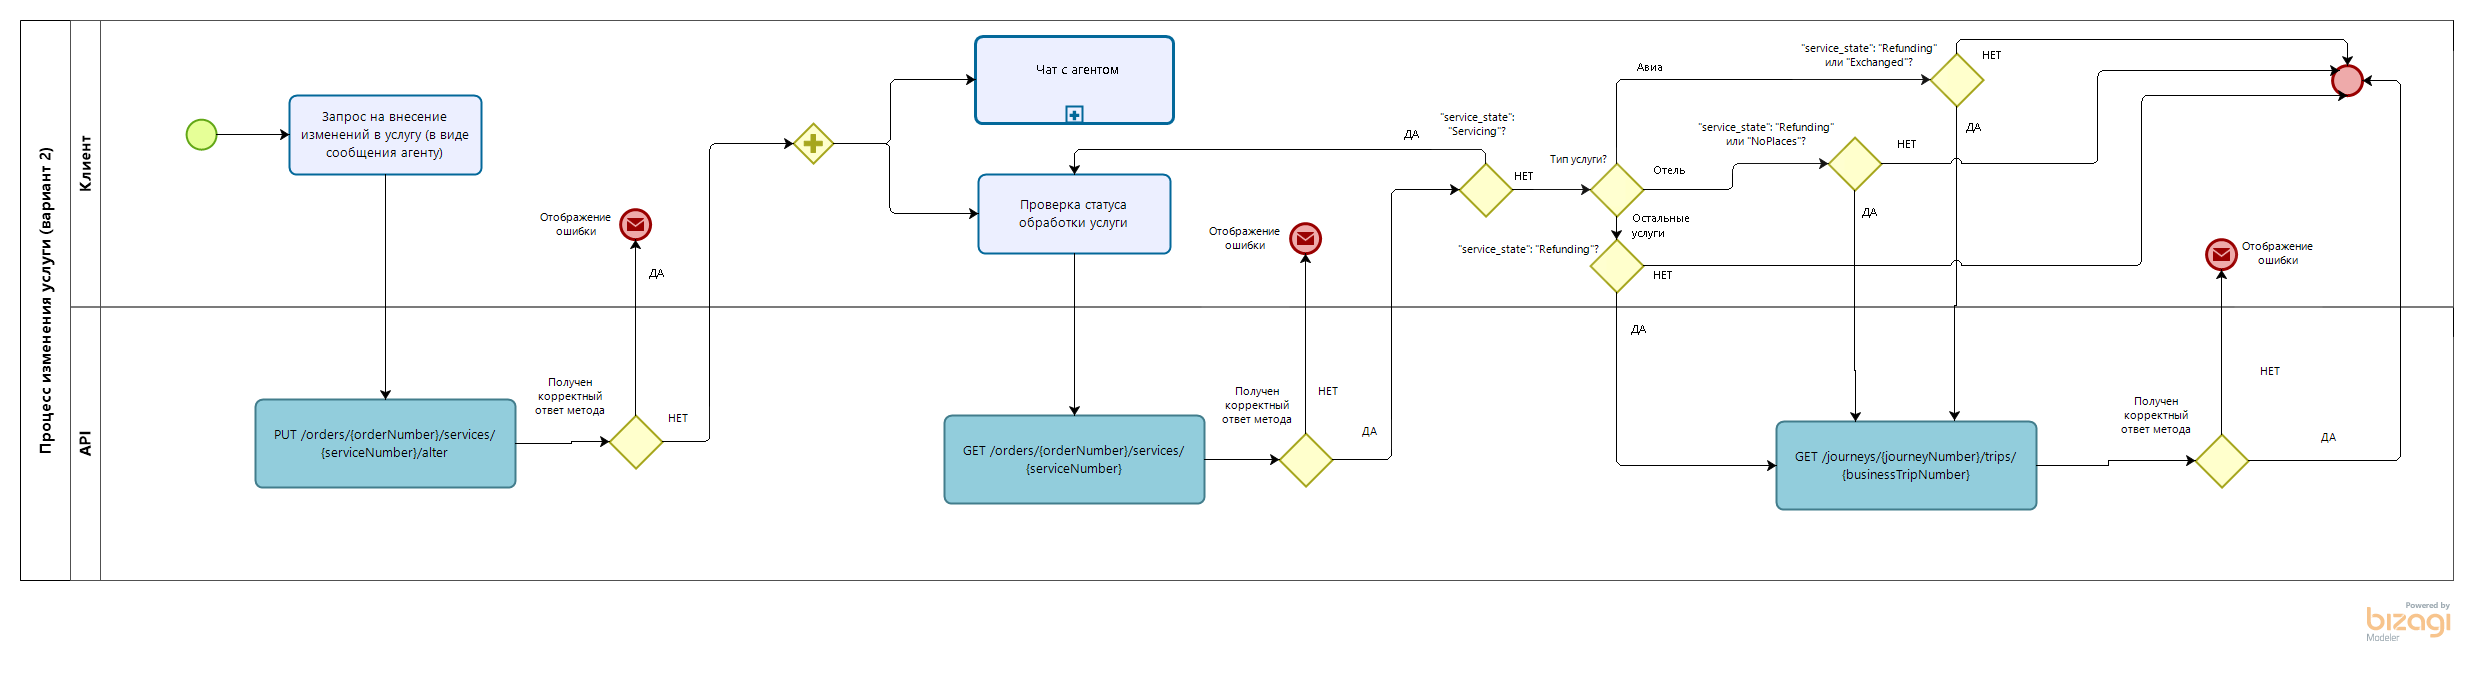 Процесс изменения услуги (вариант 2)
Клиент
Запрос на внесение
изменений в услугу (в виде
сообщения агенту)
Отображение
ошибки
ДА
Чат с агентом
Проверка статуса
обработки услуги
Отображение
ошибки
ДА
"service_state":
"Servicing"?
НЕТ
Тип услуги?
Авиа
"service_state": "Refunding"
или "Exchanged"?
НЕТ
ДА
Отель
"service_state": "Refunding"
или "NoPlaces"?
НЕТ
ДА
Остальные
услуги
"service_state": "Refunding"?
НЕТ
ДА
Отображение
ошибки
API
PUT /orders/{orderNumber}/services/
{serviceNumber}/alter
Получен
корректный
ответ метода
НЕТ
GET /orders/{orderNumber}/services/
{serviceNumber}
Получен
корректный
ответ метода
НЕТ
ДА
GET /journeys/{journeyNumber}/trips/
{businessTripNumber}
Получен
корректный
ответ метода
НЕТ
ДА
Powered by
bizagi
Modeler